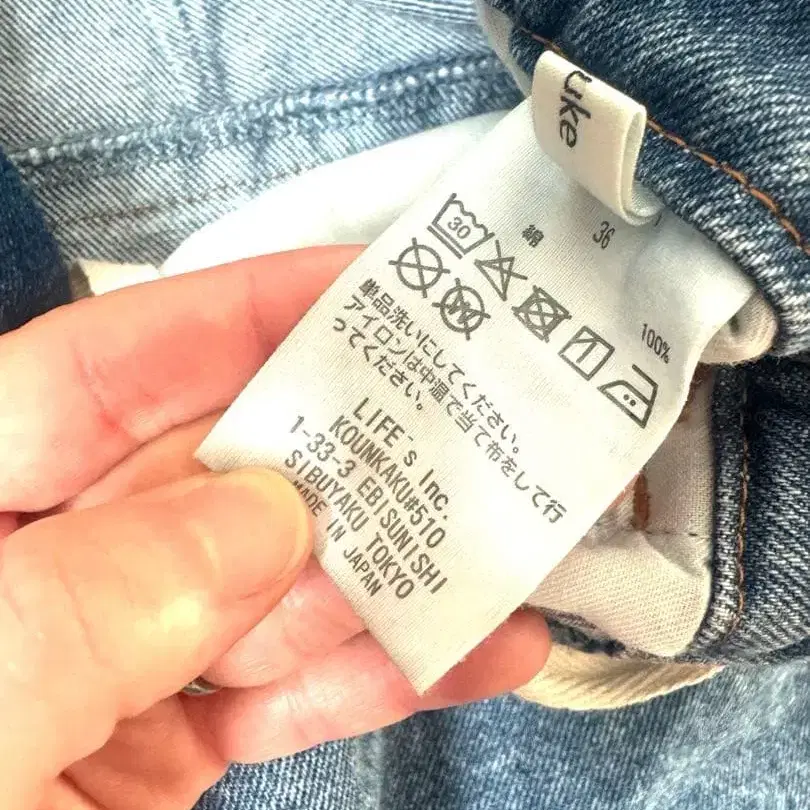 uke
36
綿 100%
30
単品洗いにしてください。
アイロンは中温で当て布をして行
ってください。
LIFE´s Inc.
KOUNKAKU#510
1-33-3 EBISUNISHI
SIBUYAKU TOKYO
MADE IN JAPAN